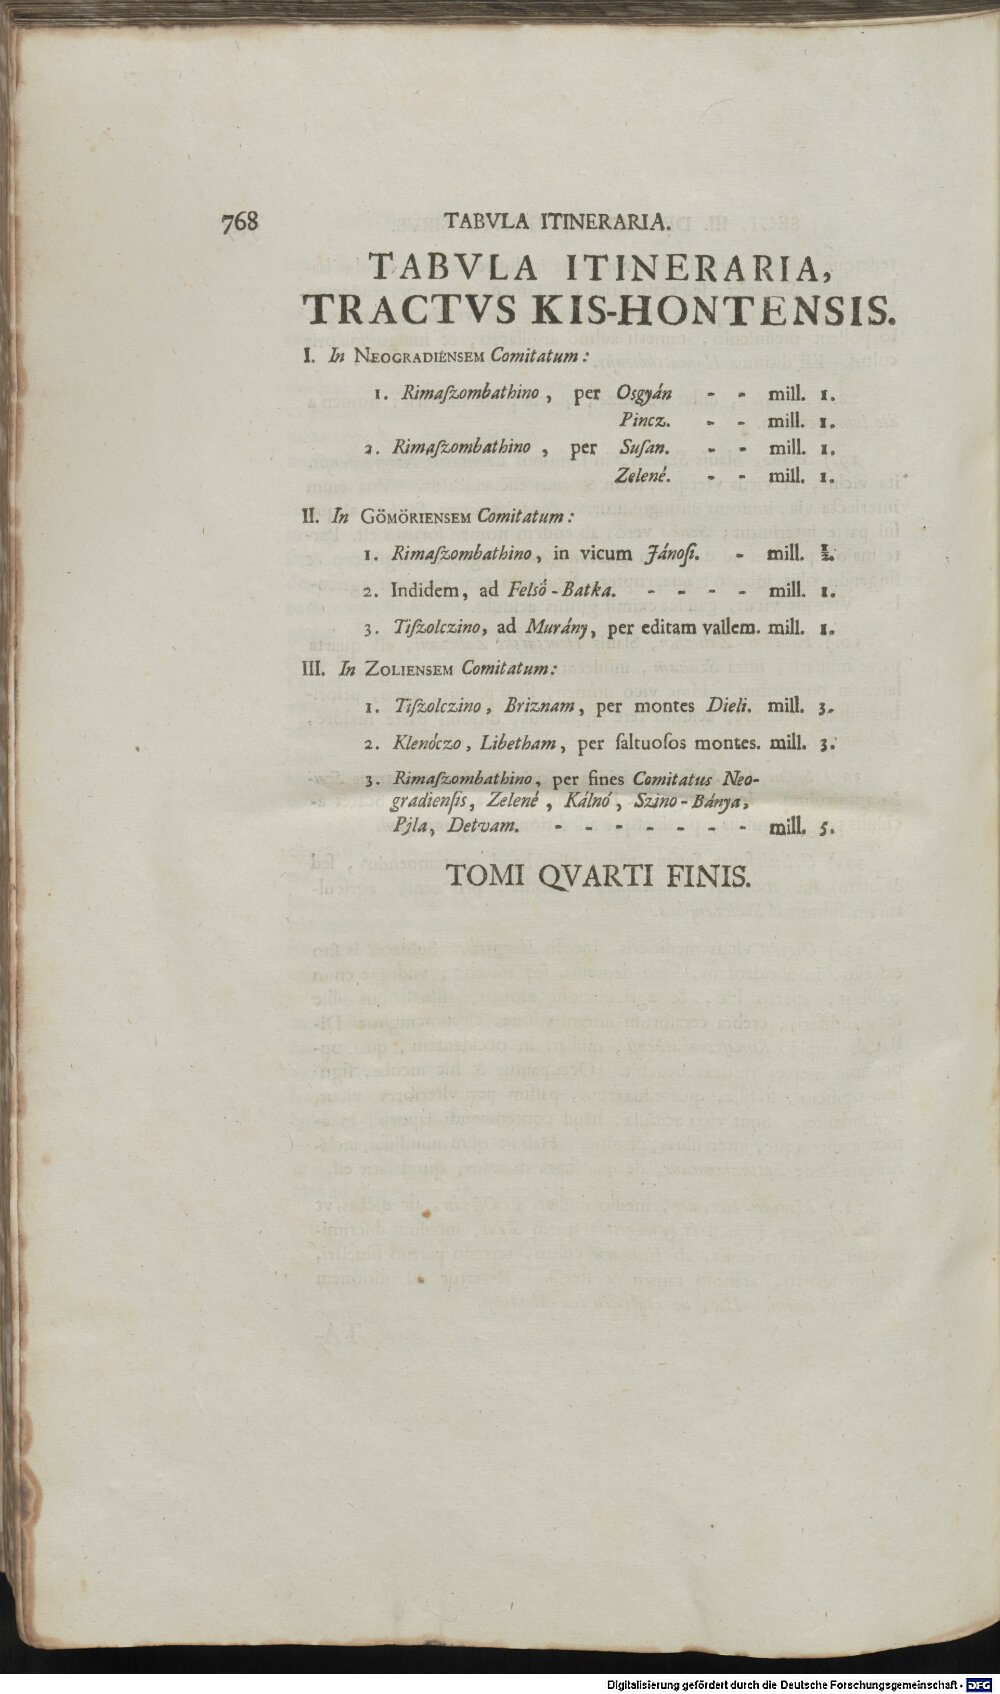 768 TABVLA ITINERARIA.
TABVLA ITINERARIA,
TRACTVS KIS-HONTENSIS.
I. In NEOGRADIÉNSEM Comitatum:
1. Rimaſzombathino, per Osgyán - - mill. 1.
Pincz. - - mill. 1.
2. Rimaſzombathino, per Suſan. - - mill. 1.
Zelené. - - mill. 1.
II. In GÖMÖRIENSEM Comitatum:
1. Rimaſzombathino, in vicum Jánoſi. - mill. ½.
2. Indidem, ad Felsö-Batka. - - - - mill. 1.
3. Tiſzolczino, ad Murány, per editam vallem. mill. 1.
III. In ZOLIENSEM Comitatum:
1. Tiſzolczino, Briznam, per montes Dieli. mill. 3.
2. Klenóczo, Libetham, per ſaltuoſos montes. mill. 3.
3. Rimaſzombathino, per fines Comitatus Neo-
gradienſis, Zelené, Kálnó, Szino-Bánya,
Pjla, Detvam. - - - - - - - mill. 5.
TOMI QVARTI FINIS.
Digitalisierung gefördert durch die Deutsche Forschungsgemeinschaft - DFG